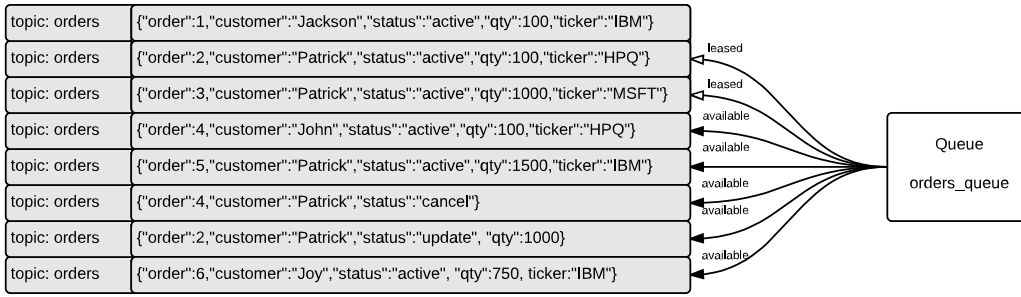 topic: orders {"order":1,"customer":"Jackson","status":"active","qty":100,"ticker":"IBM"}
topic: orders {"order":2,"customer":"Patrick","status":"active","qty":100,"ticker":"HPQ"}
topic: orders {"order":3,"customer":"Patrick","status":"active","qty":1000,"ticker":"MSFT"}
topic: orders {"order":4,"customer":"John","status":"active","qty":100,"ticker":"HPQ"}
topic: orders {"order":5,"customer":"Patrick","status":"active","qty":1500,"ticker":"IBM"}
topic: orders {"order":4,"customer":"Patrick","status":"cancel"}
topic: orders {"order":2,"customer":"Patrick","status":"update", "qty":1000}
topic: orders {"order":6,"customer":"Joy","status":"active", "qty":750, ticker:"IBM"}
leased
leased
available
available
available
available
available
Queue
orders_queue